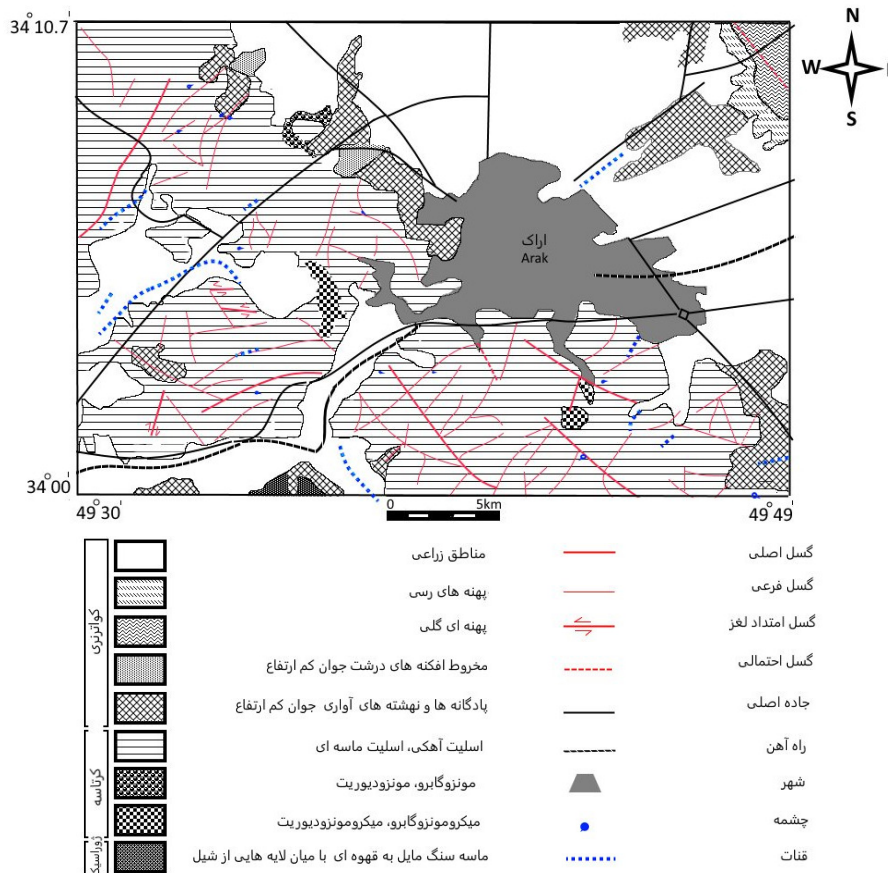 34° 10.7'
N
W
S
اراک
Arak
34 00
49° 30'
49° 49'
0 5km
مناطق زراعی
گسل اصلی
پهنه های رسی
گسل فرعی
پهنه ای گلی
گسل امتداد لغز
مخروط افکنه های درشت جوان کم ارتفاع
گسل احتمالی
پادگانه ها و نهشته های آواری جوان کم ارتفاع
جاده اصلی
کواترنری
اسلیت آهکی، اسلیت ماسه ای
راه آهن
مونزوگابرو، مونزودیوریت
شهر
میکرومونزوگابرو، میکرومونزودیوریت
چشمه
کرتاسه
ماسه سنگ مایل به قهوه ای با میان لایه هایی از شیل
قنات
ژوراسیک